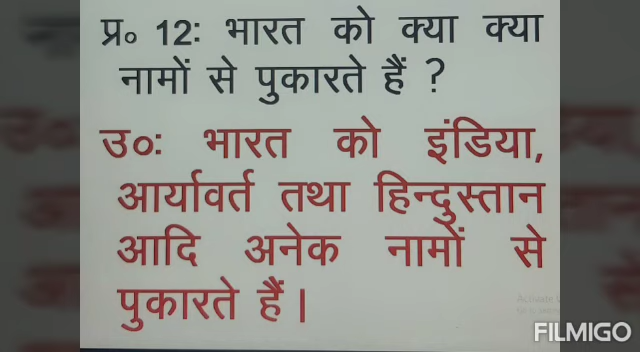 प्र० 12: भारत को क्या क्या
नामों से पुकारते हैं ?
उ०: भारत को इंडिया,
आर्यावर्त तथा हिन्दुस्तान
आदि अनेक नामों से
पुकारते हैं |
FILMIGO